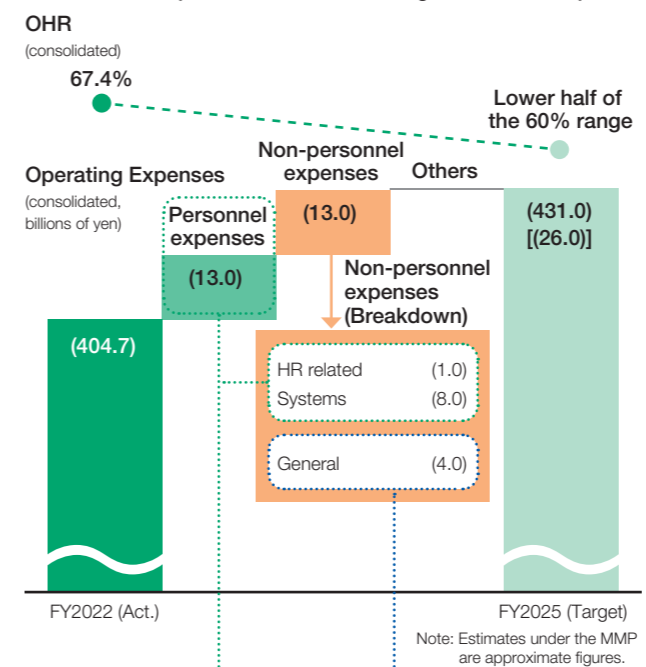 OHR
(consolidated)
67.4%
Lower half of
the 60% range
Operating Expenses
(consolidated,
billions of yen)
Personnel
expenses
(13.0)
Non-personnel
expenses
(13.0)
Others
(431.0)
[(26.0)]
(404.7)
Non-personnel
expenses
(Breakdown)
HR related (1.0)
Systems (8.0)
General (4.0)
FY2022 (Act.)
FY2025 (Target)
Note: Estimates under the MMP
are approximate figures.